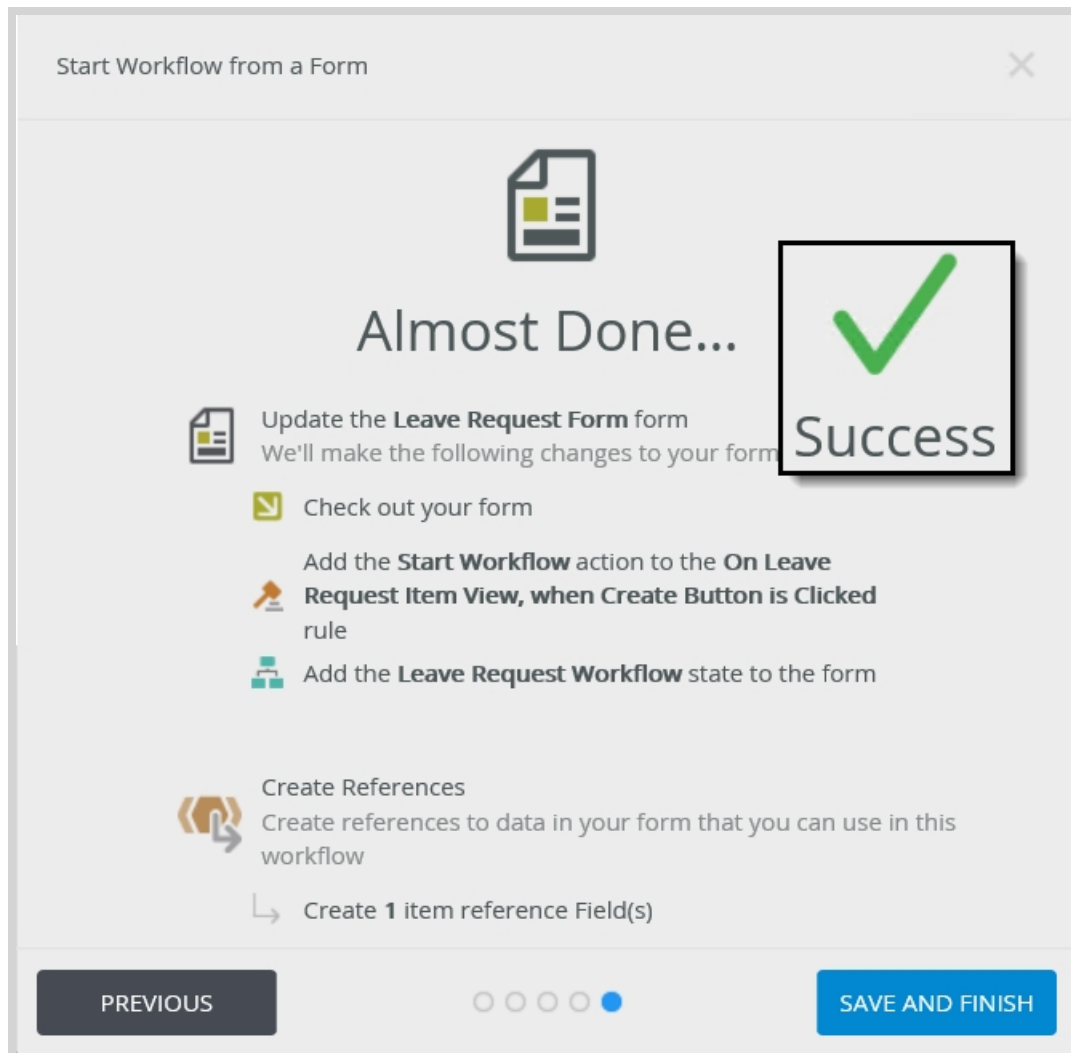 Start Workflow from a Form
Almost Done...
Success
Update the Leave Request Form form
We'll make the following changes to your form
Check out your form
Add the Start Workflow action to the On Leave
Request Item View, when Create Button is Clicked
rule
Add the Leave Request Workflow state to the form
Create References
Create references to data in your form that you can use in this
workflow
Create 1 item reference Field(s)
PREVIOUS
SAVE AND FINISH